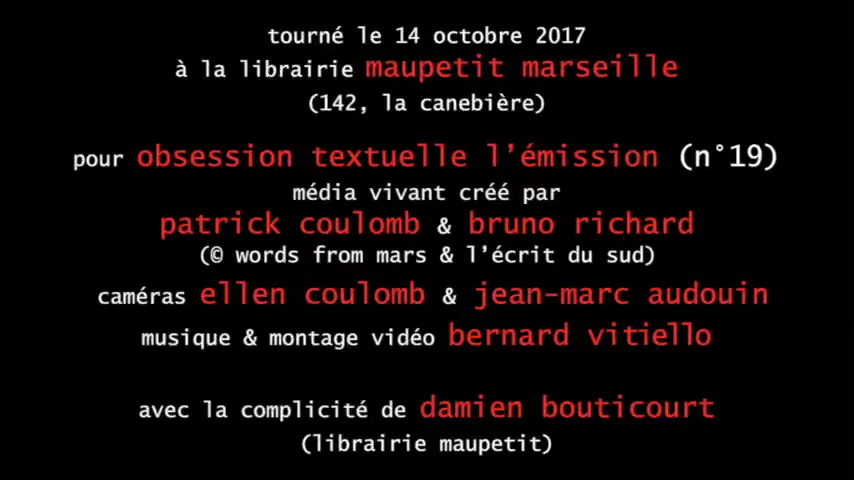 tourné le 14 octobre 2017
à la librairie maupetit marseille
(142, la canebière)
pour obsession textuelle l’émission (n°19)
média vivant créé par
patrick coulomb & bruno richard
(© words from mars & l’écrit du sud)
caméras ellen coulomb & jean-marc audouin
musique & montage vidéo bernard vitiello
avec la complicité de damien bouticourt
(librairie maupetit)